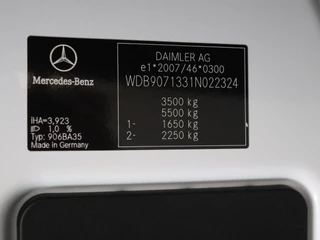 Mercedes-Benz
DAIMLER AG
e1*2007/46*0300
WDB9071331N022324
3500 kg
5500 kg
1- 1650 kg
2- 2250 kg
iHA=3,923
1,0 %
Typ: 906BA35
Made in Germany